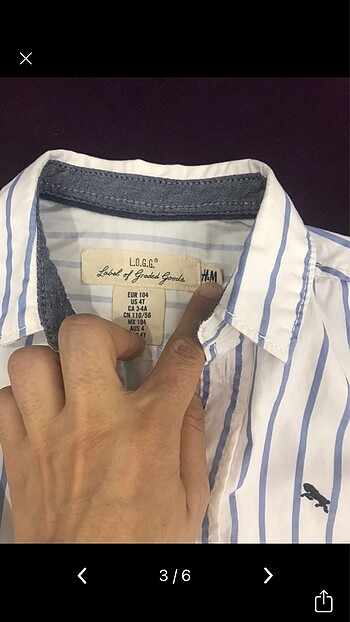 L.O.G.G.®
Label of Graded Goods
H&M
EUR 104
US 4T
CA 3-4A
CN 110/56
MX 104
AUS 4
4T
3 / 6